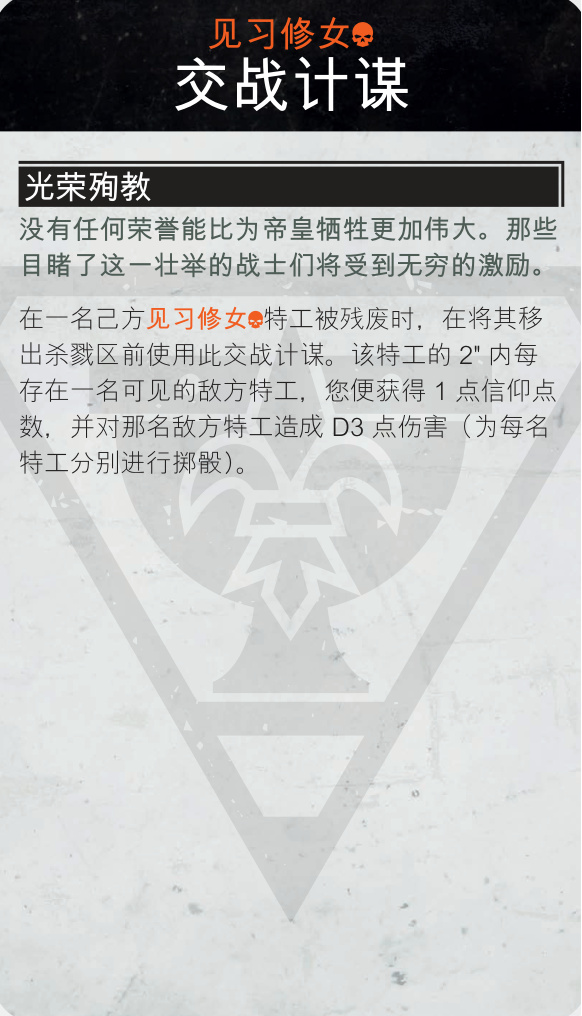 见习修女
交战计谋
光荣殉教
没有任何荣誉能比为帝皇牺牲更加伟大。那些
目睹了这一壮举的战士们将受到无穷的激励。
在一名己方见习修女特工被残废时，在将其移
出杀戮区前使用此交战计谋。该特工的 2" 内每
存在一名可见的敌方特工，您便获得 1 点信仰点
数，并对那名敌方特工造成 D3 点伤害（为每名
特工分别进行掷骰）。